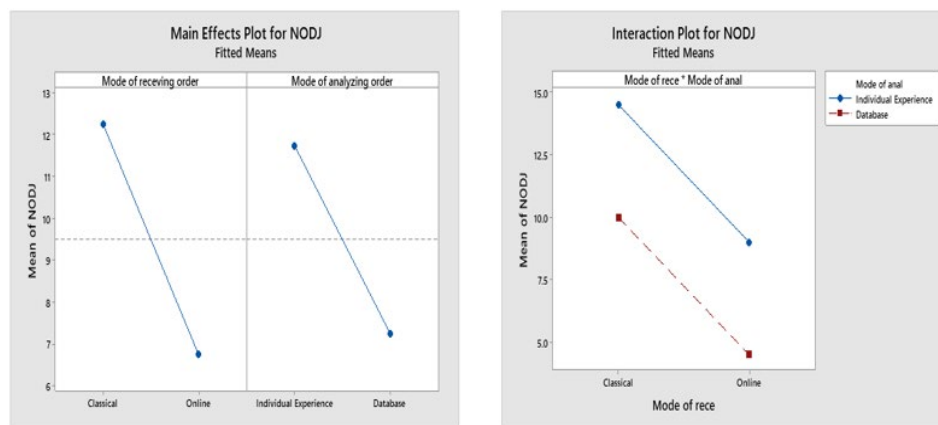 Main Effects Plot for NODJ
Fitted Means
Mode of receving order
Mode of analyzing order
13
12
11
10
9
8
7
6
Mean of NODJ
Classical
Online
Individual Experience
Database
Interaction Plot for NODJ
Fitted Means
Mode of rece * Mode of anal
15.0
12.5
10.0
7.5
5.0
Mean of NODJ
Classical
Online
Mode of rece
Mode of anal
Individual Experience
Database